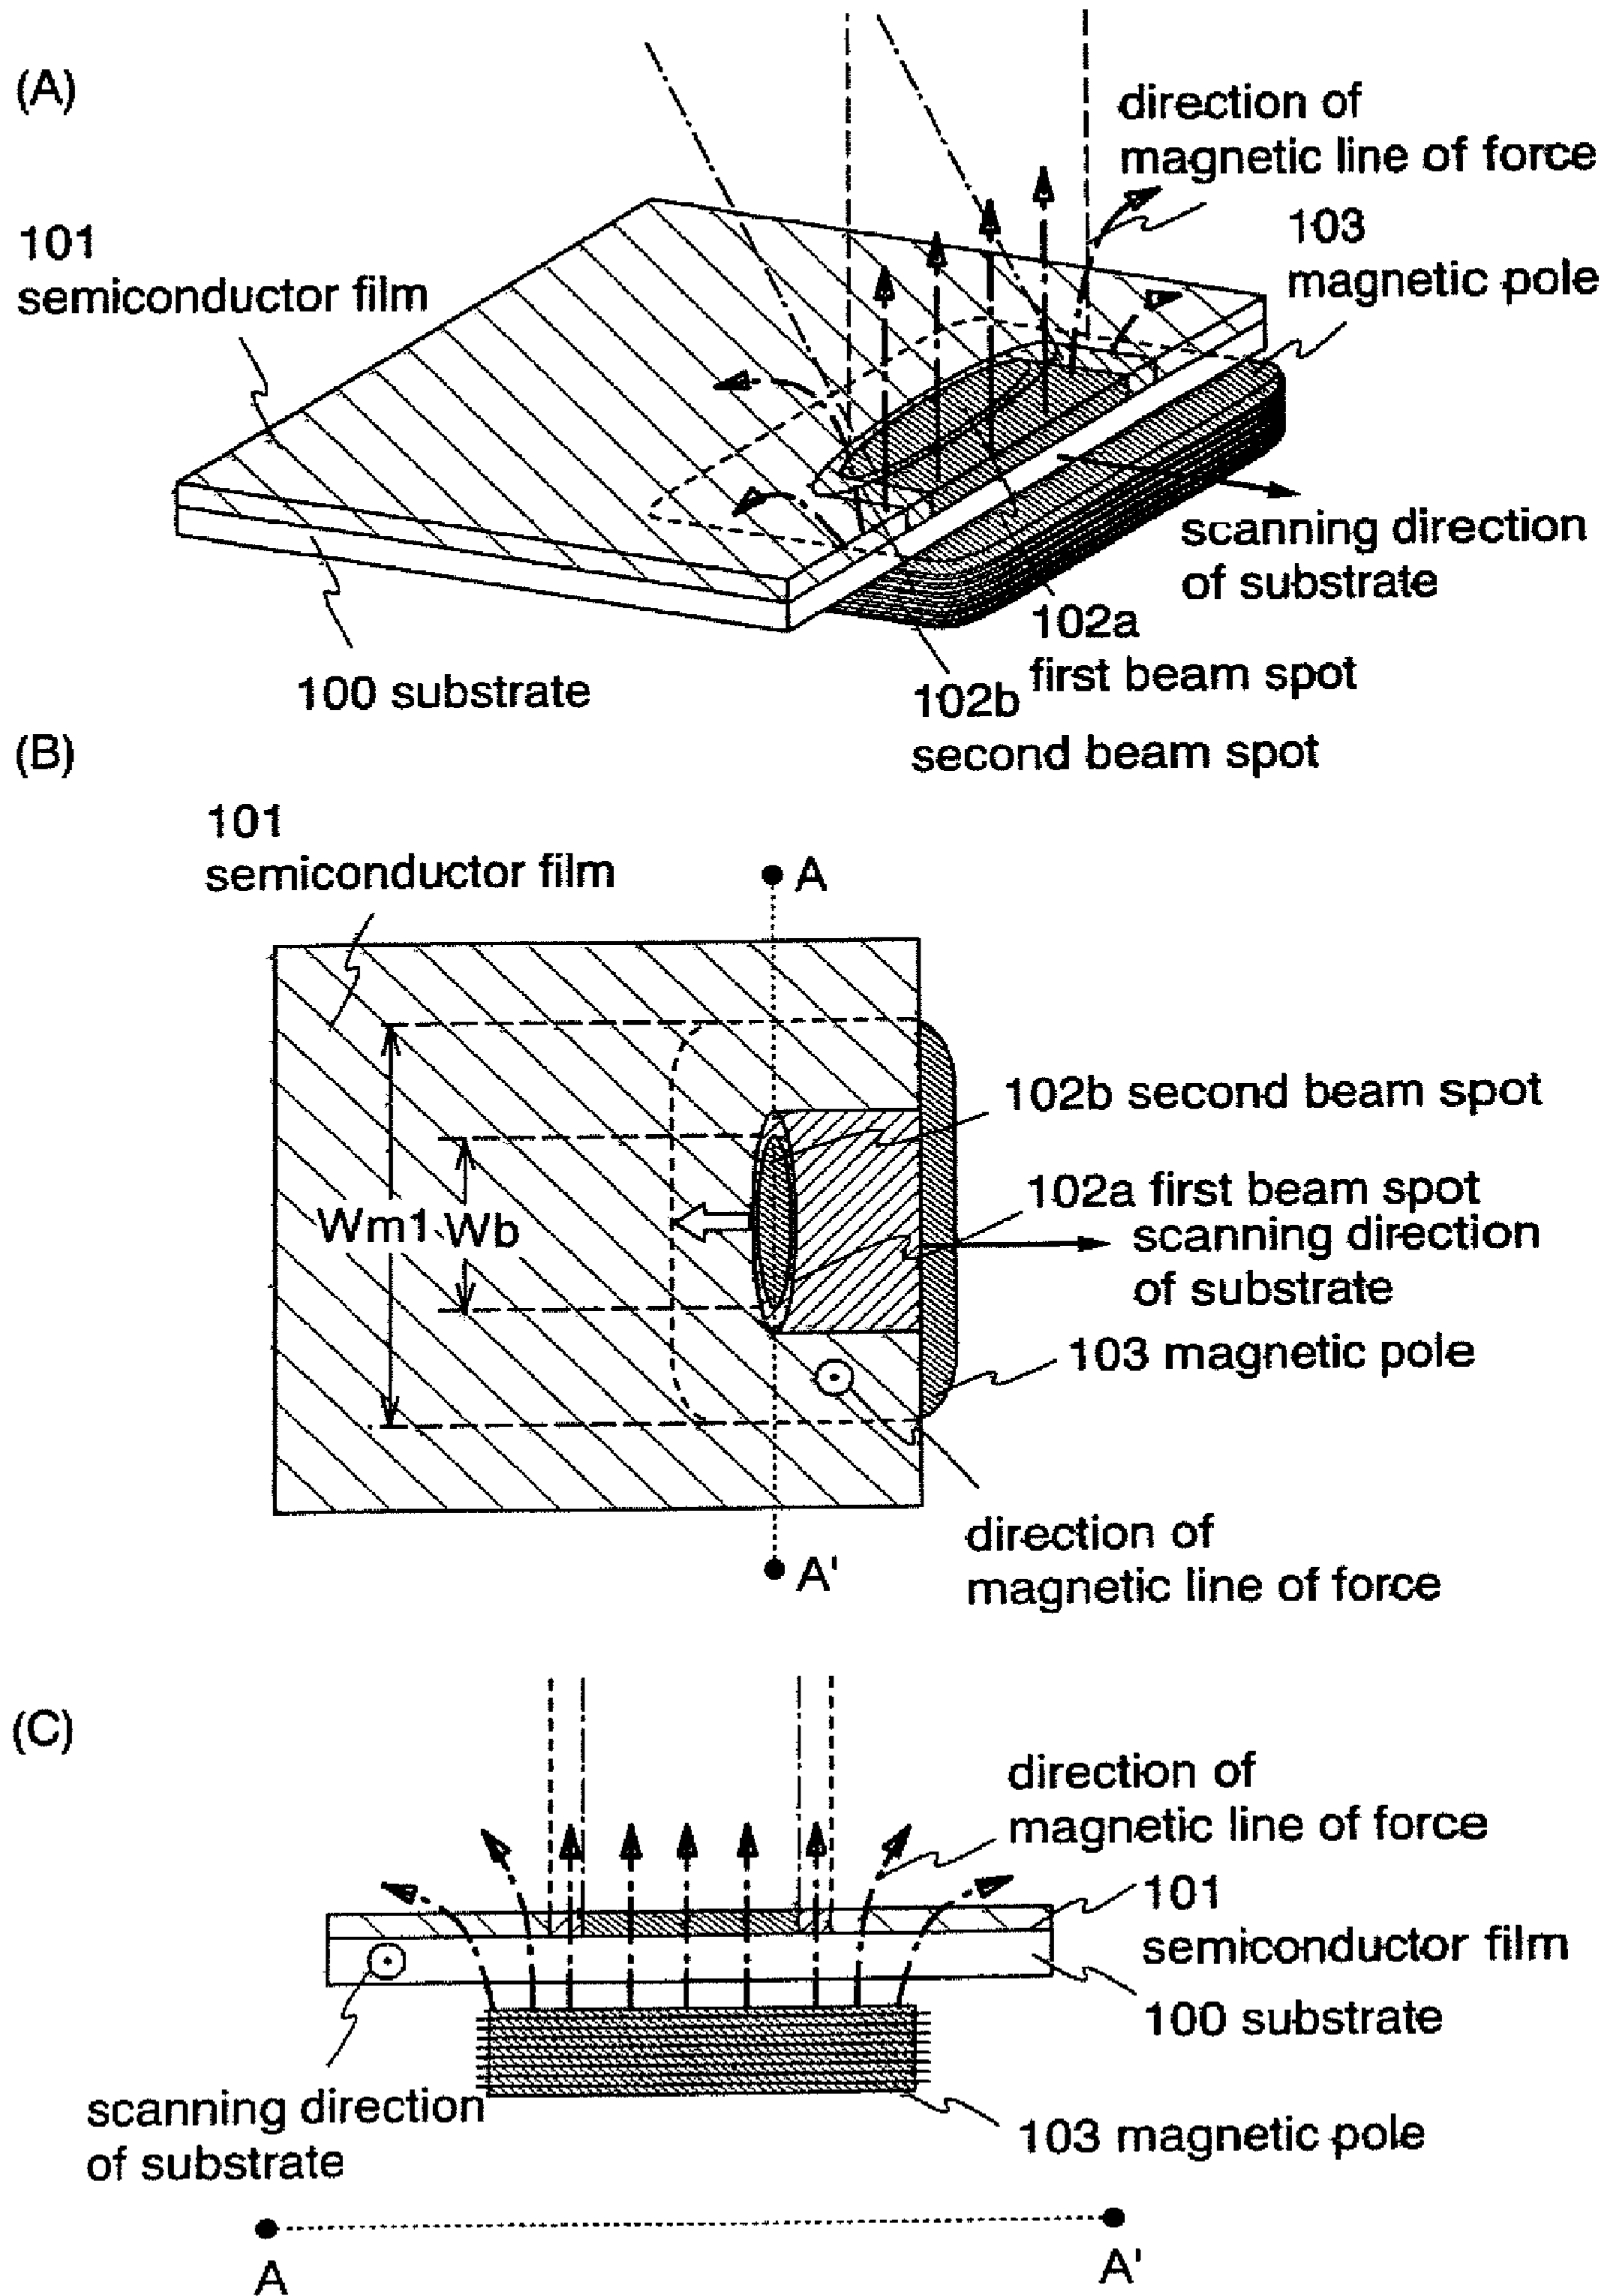 (A)
direction of
magnetic line of force
103
magnetic pole
101
semiconductor film
scanning direction
of substrate
102a
first beam spot
100 substrate
102b
second beam spot
(B)
101
semiconductor film
A
102b second beam spot
102a first beam spot
Wm1
Wb
scanning direction
of substrate
103 magnetic pole
direction of
magnetic line of force
A'
(C)
direction of
magnetic line of force
101
semiconductor film
100 substrate
scanning direction
of substrate
103 magnetic pole
A
A'